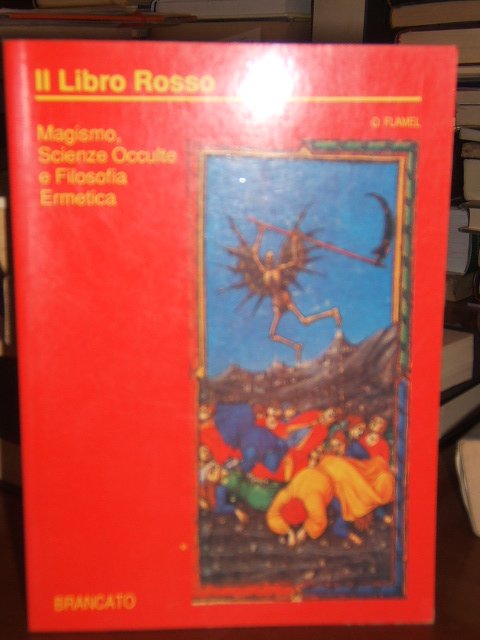 Il Libro Rosso
O. FLAMEL
Magismo,
Scienze Occulte
e Filosofia
Ermetica
BRANCATO